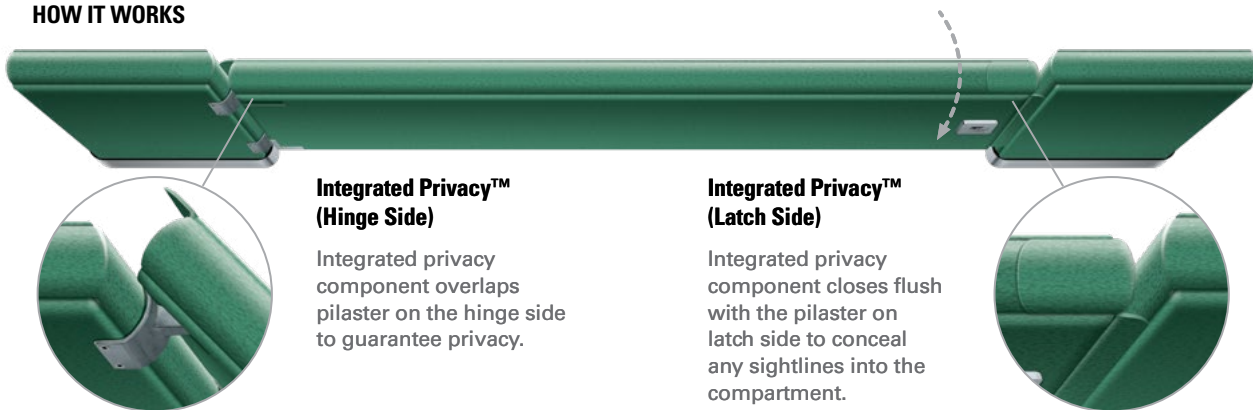 HOW IT WORKS
Integrated Privacy™
(Hinge Side)
Integrated privacy
component overlaps
pilaster on the hinge side
to guarantee privacy.
Integrated Privacy™
(Latch Side)
Integrated privacy
component closes flush
with the pilaster on
latch side to conceal
any sightlines into the
compartment.